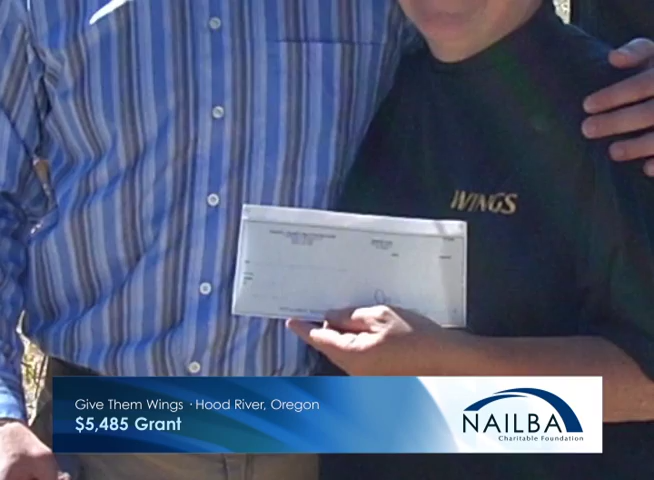 WINGS
Give Them Wings · Hood River, Oregon
$5,485 Grant
NAILBA
Charitable Foundation